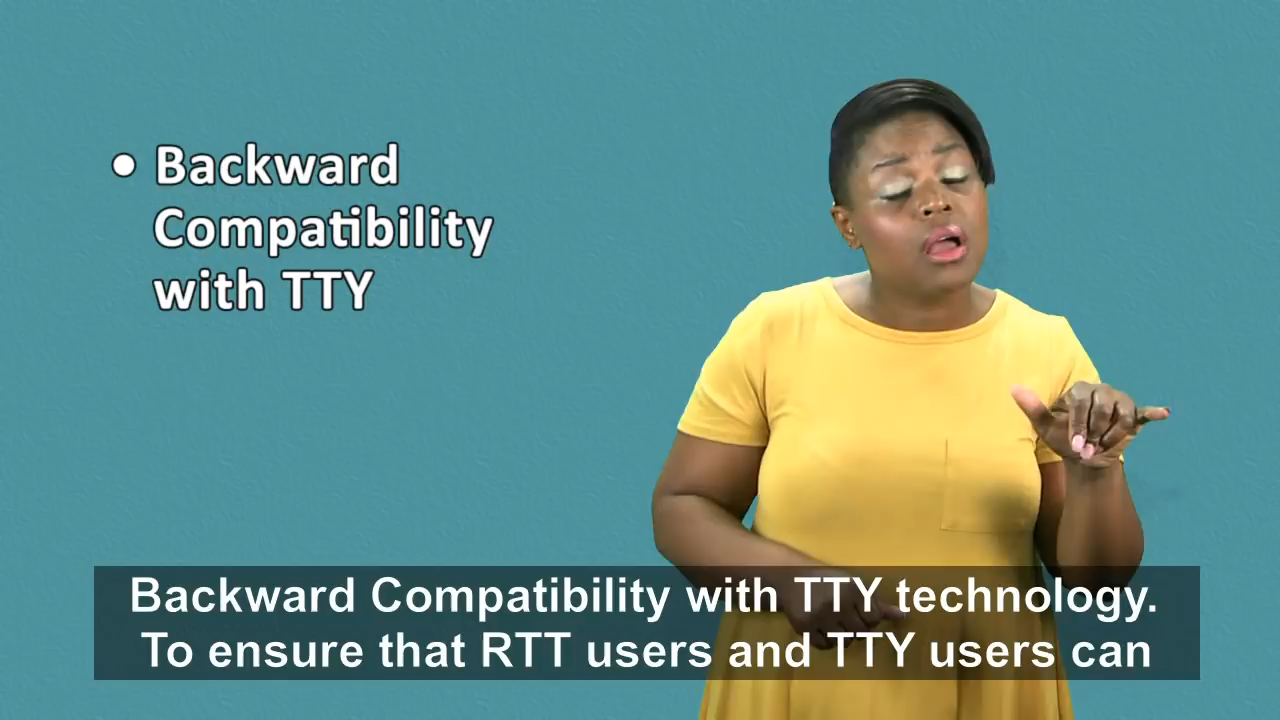 • Backward
Compatibility
with TTY
Backward Compatibility with TTY technology.
To ensure that RTT users and TTY users can